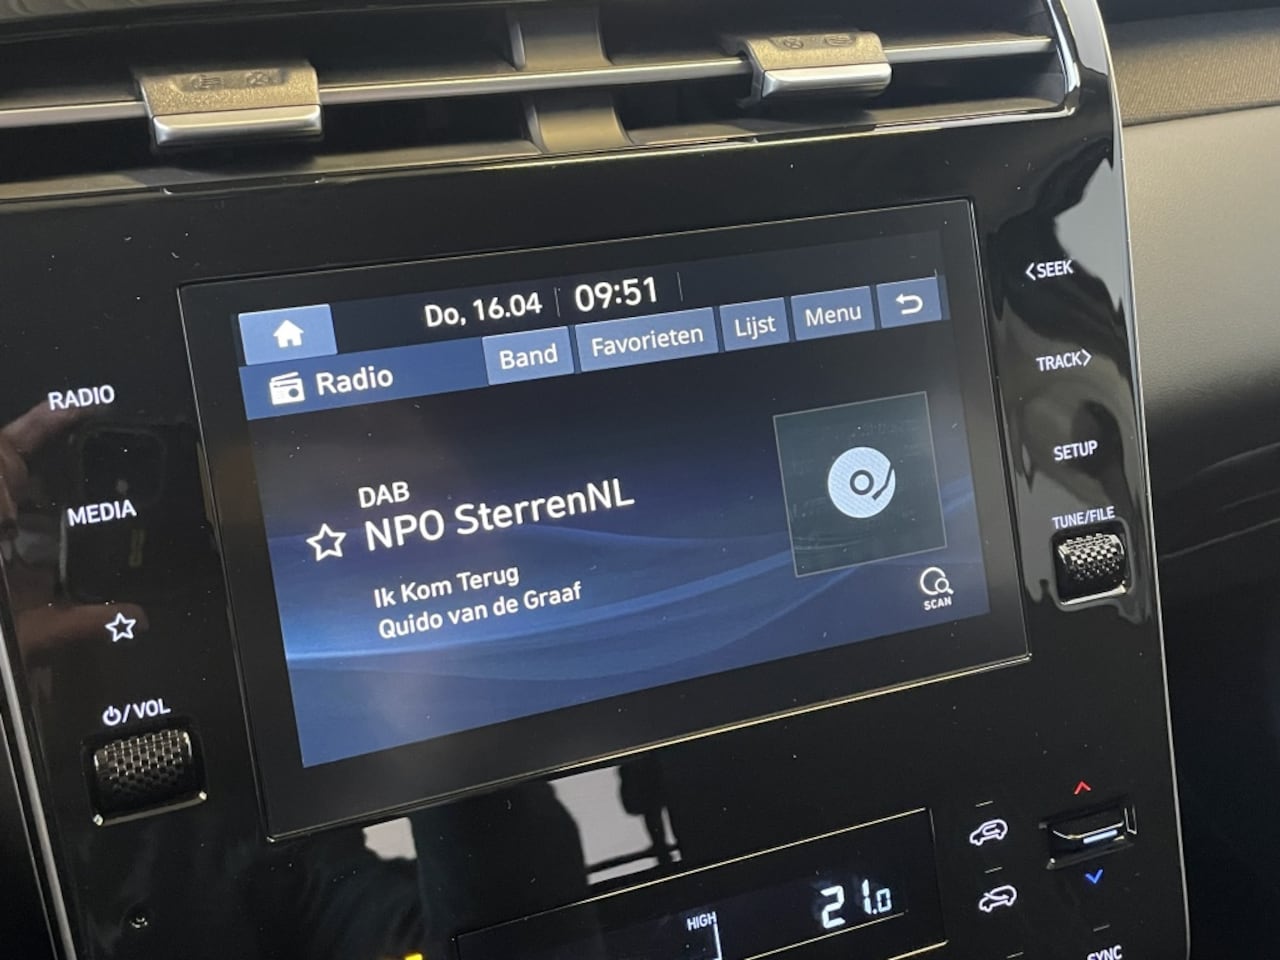 Do, 16.04 09:51
Radio Band Favorieten Lijst Menu
DAB
NPO SterrenNL
Ik Kom Terug
Quido van de Graaf
SCAN
RADIO
MEDIA
/VOL
<SEEK
TRACK>
SETUP
TUNE/FILE
HIGH
21.0
SYNC